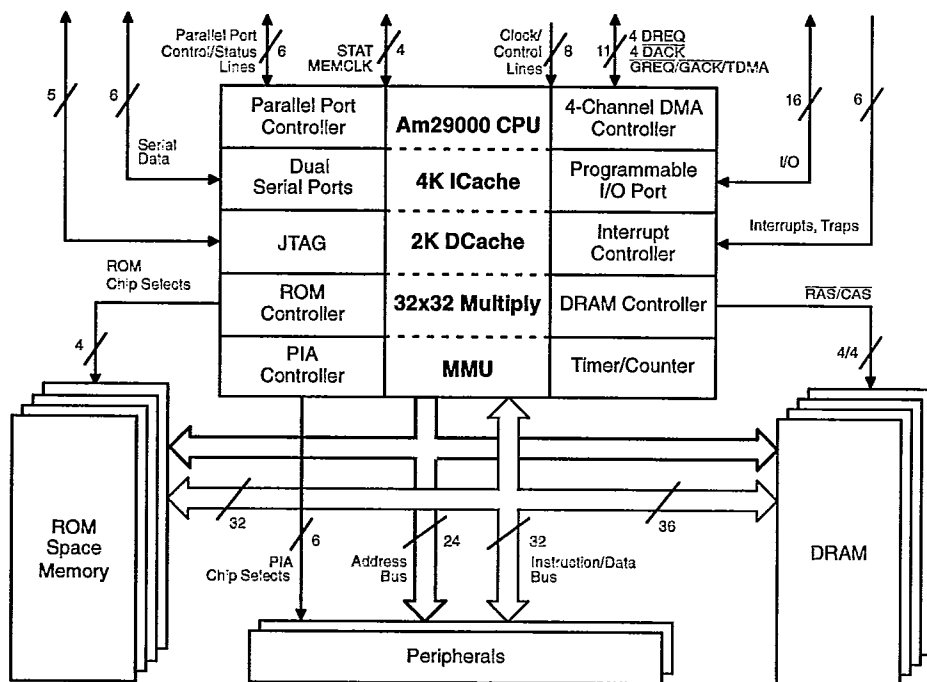 Parallel Port
Control/Status
Lines
6
STAT
MEMCLK
4
Clock/
Control
Lines
8
11
4 DREQ
4 DACK
GREQ/GACK/TDMA
5
6
16
6
Serial
Data
I/O
Interrupts, Traps
Parallel Port
Controller
Am29000 CPU
4-Channel DMA
Controller
Dual
Serial Ports
4K ICache
Programmable
I/O Port
JTAG
2K DCache
Interrupt
Controller
ROM
Controller
32x32 Multiply
DRAM Controller
PIA
Controller
MMU
Timer/Counter
ROM
Chip Selects
4
RAS/CAS
4/4
32
36
6
PIA
Chip Selects
24
Address
Bus
32
Instruction/Data
Bus
ROM
Space
Memory
DRAM
Peripherals